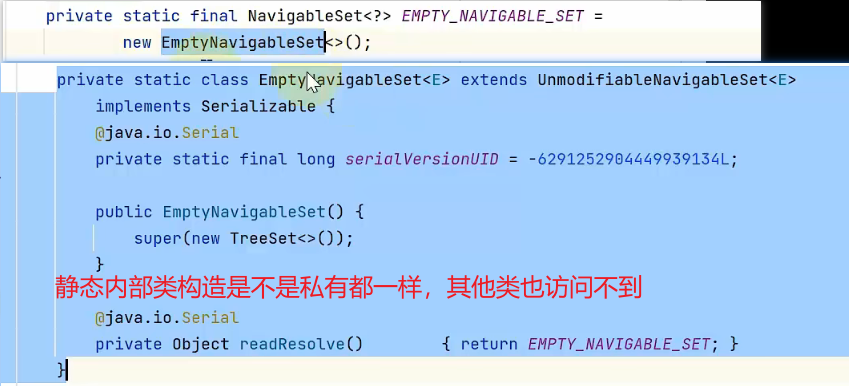 private static final NavigableSet<?> EMPTY_NAVIGABLE_SET =
new EmptyNavigableSet<>();
private static class EmptyNavigableSet<E> extends UnmodifiableNavigableSet<E>
implements Serializable {
@java.io.Serial
private static final long serialVersionUID = -6291252904449939134L;
public EmptyNavigableSet() {
super(new TreeSet<>());
}
静态内部类构造是不是私有都一样，其他类也访问不到
@java.io.Serial
private Object readResolve()        { return EMPTY_NAVIGABLE_SET; }
}